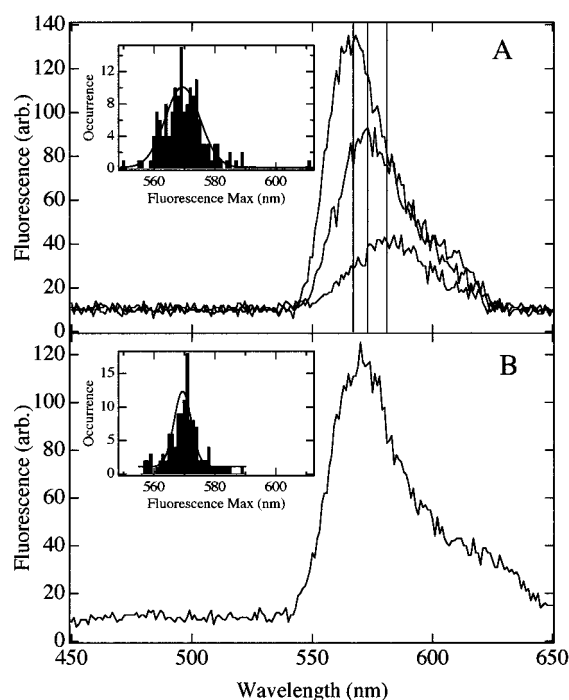 A
140
120
100
80
60
40
20
0
Fluorescence (arb.)
12
8
4
0
Occurrence
560 580 600
Fluorescence Max (nm)
B
120
100
80
60
40
20
0
Fluorescence (arb.)
15
10
5
0
Occurrence
560 580 600
Fluorescence Max (nm)
450 500 550 600 650
Wavelength (nm)